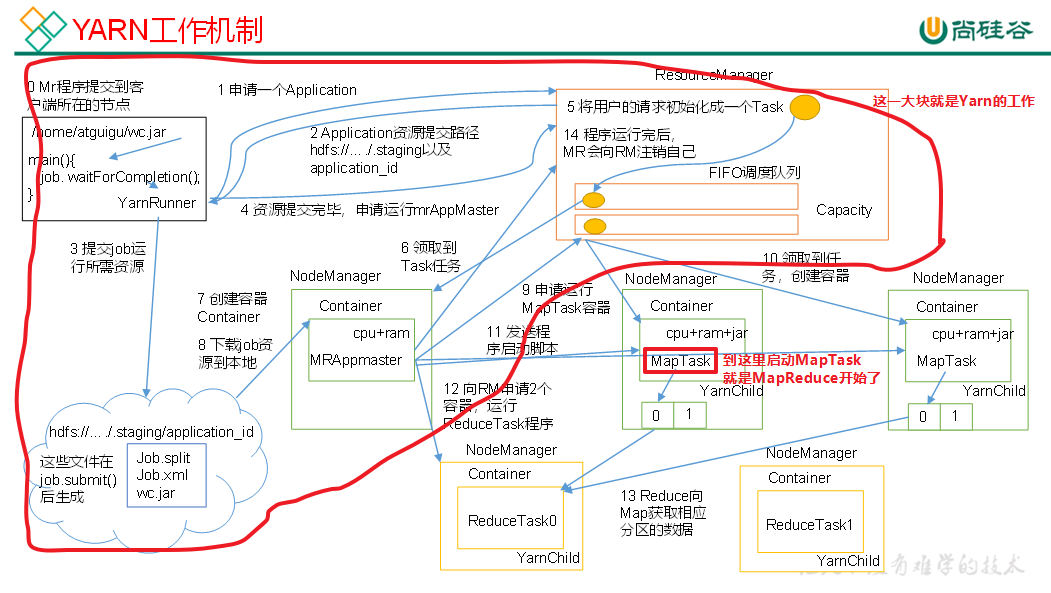 YARN工作机制
尚硅谷
0 Mr程序提交到客
户端所在的节点
/home/atguigu/wc.jar
main(){
job. waitForCompletion();
}
YarnRunner
1 申请一个Application
2 Application资源提交路径
hdfs://.... ./.staging以及
application_id
4 资源提交完毕，申请运行mrAppMaster
ResourceManager
这一大块就是Yarn的工作
5 将用户的请求初始化成一个Task
14 程序运行完后，
MR会向RM注销自己
FIFO调度队列
Capacity
3 提交job运
行所需资源
6 领取到
Task任务
7 创建容器
Container
8 下载job资
源到本地
NodeManager
Container
cpu+ram
MRAppmaster
9 申请运行
MapTask容器
10 领取到任
务，创建容器
11 发送程
序启动脚本
NodeManager
Container
cpu+ram+jar
MapTask
YarnChild
0 1
到这里启动MapTask
就是MapReduce开始了
NodeManager
Container
cpu+ram+jar
MapTask
YarnChild
0 1
12 向RM申请2个
容器，运行
ReduceTask程序
hdfs://.... ./.staging/application_id
这些文件在
job.submit()
后生成
Job.split
Job.xml
wc.jar
NodeManager
Container
ReduceTask0
YarnChild
13 Reduce向
Map获取相应
分区的数据
NodeManager
Container
ReduceTask1
YarnChild
有难学的技术